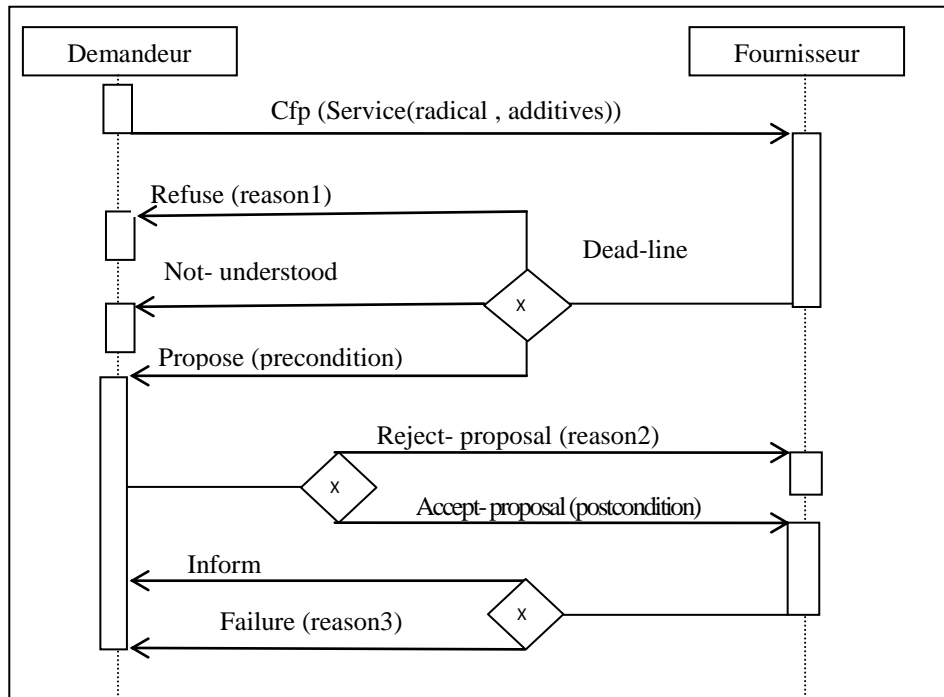 Demandeur
Fournisseur
Cfp (Service(radical , additives))
Refuse (reason1)
Dead-line
Not- understood
x
Propose (precondition)
Reject- proposal (reason2)
x
Accept- proposal (postcondition)
Inform
x
Failure (reason3)